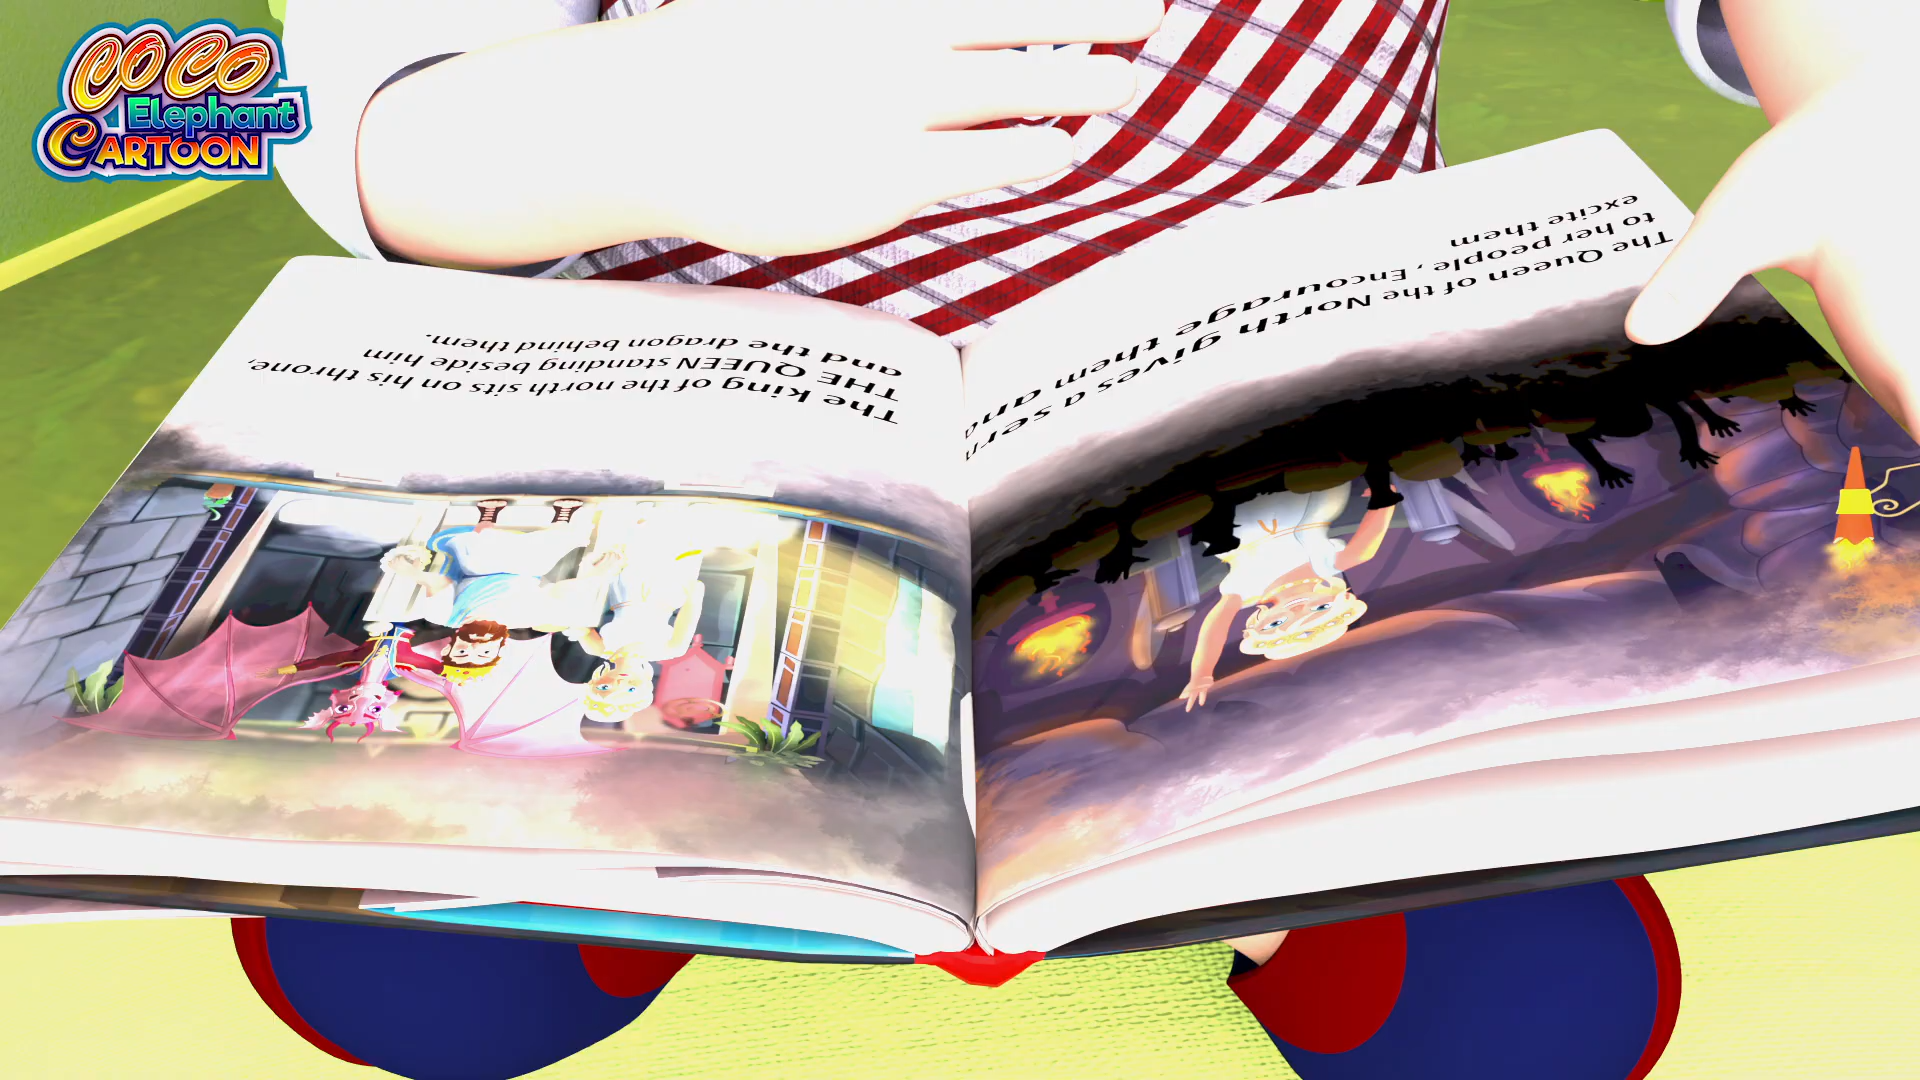 COCO
Elephant
CARTOON
The Queen of the North gives a
to her people , Encourage them and
excite them
The king of the north sits on his throne,
THE QUEEN standing beside him
and the dragon behind them.